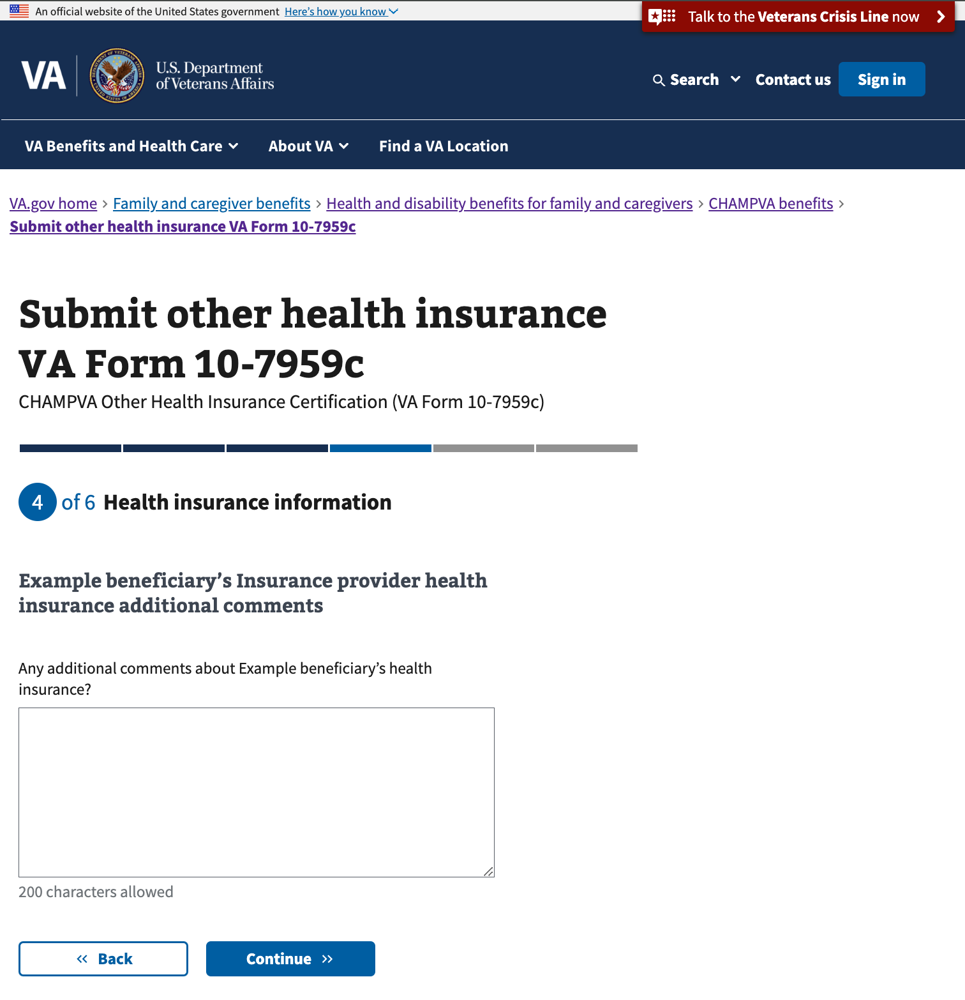 An official website of the United States government Here's how you know
Talk to the Veterans Crisis Line now
VA
U.S. Department
of Veterans Affairs
Search
Contact us
Sign in
VA Benefits and Health Care
About VA
Find a VA Location
VA.gov home › Family and caregiver benefits › Health and disability benefits for family and caregivers › CHAMPVA benefits ›
Submit other health insurance VA Form 10-7959c
Submit other health insurance
VA Form 10-7959c
CHAMPVA Other Health Insurance Certification (VA Form 10-7959c)
4 of 6 Health insurance information
Example beneficiary’s Insurance provider health
insurance additional comments
Any additional comments about Example beneficiary’s health
insurance?
200 characters allowed
« Back
Continue »